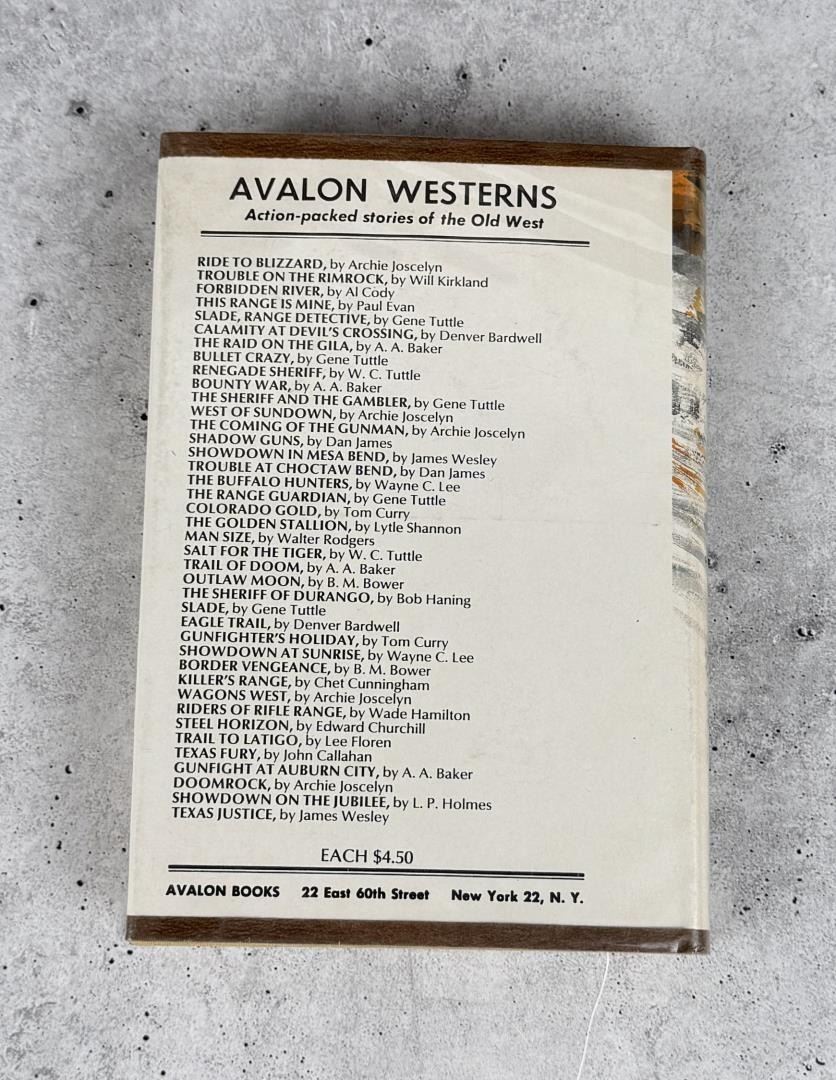 AVALON WESTERNS
Action-packed stories of the Old West
RIDE TO BLIZZARD, by Archie Joscelyn
TROUBLE ON THE RIMROCK, by Will Kirkland
FORBIDDEN RIVER, by Al Cody
THIS RANGE IS MINE, by Paul Evan
SLADE, RANGE DETECTIVE, by Gene Tuttle
CALAMITY AT DEVIL'S CROSSING, by Denver Bardwell
THE RAID ON THE GILA, by A. A. Baker
BULLET CRAZY, by Gene Tuttle
RENEGADE SHERIFF, by W. C. Tuttle
BOUNTY WAR, by A. A. Baker
THE SHERIFF AND THE GAMBLER, by Gene Tuttle
WEST OF SUNDOWN, by Archie Joscelyn
THE COMING OF THE GUNMAN, by Archie Joscelyn
SHADOW GUNS, by Dan James
SHOWDOWN IN MESA BEND, by James Wesley
TROUBLE AT CHOCTAW BEND, by Dan James
THE BUFFALO HUNTERS, by Wayne C. Lee
THE RANGE GUARDIAN, by Gene Tuttle
COLORADO GOLD, by Tom Curry
THE GOLDEN STALLION, by Lytle Shannon
MAN SIZE, by Walter Rodgers
SALT FOR THE TIGER, by W. C. Tuttle
TRAIL OF DOOM, by A. A. Baker
OUTLAW MOON, by B. M. Bower
THE SHERIFF OF DURANGO, by Bob Haning
SLADE, by Gene Tuttle
EAGLE TRAIL, by Denver Bardwell
GUNFIGHTER'S HOLIDAY, by Tom Curry
SHOWDOWN AT SUNRISE, by Wayne C. Lee
BORDER VENGEANCE, by B. M. Bower
KILLER'S RANGE, by Chet Cunningham
WAGONS WEST, by Archie Joscelyn
RIDERS OF RIFLE RANGE, by Wade Hamilton
STEEL HORIZON, by Edward Churchill
TRAIL TO LATIGO, by Lee Floren
TEXAS FURY, by John Callahan
GUNFIGHT AT AUBURN CITY, by A. A. Baker
DOOMROCK, by Archie Joscelyn
SHOWDOWN ON THE JUBILEE, by L. P. Holmes
TEXAS JUSTICE, by James Wesley
EACH $4.50
AVALON BOOKS 22 East 60th Street New York 22, N. Y.